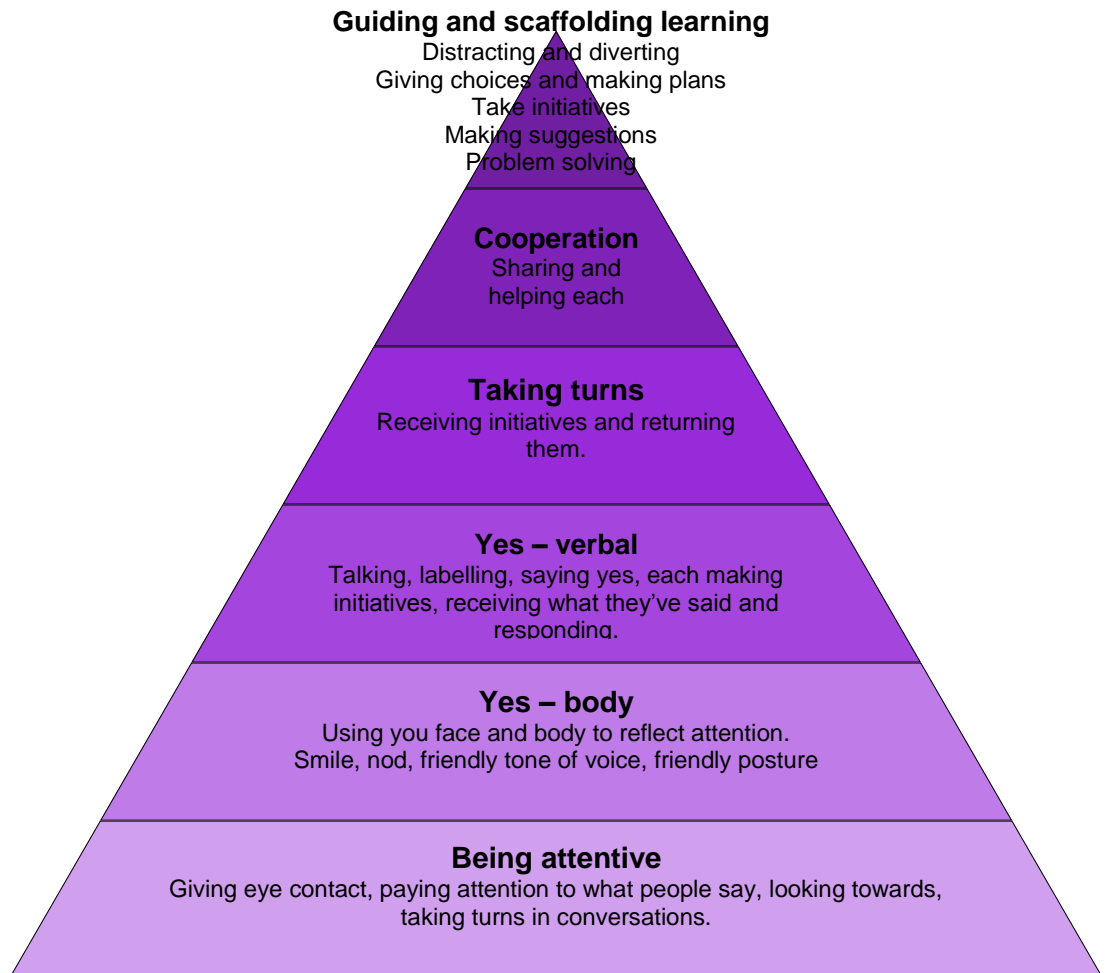 Guiding and scaffolding learning
Distracting and diverting
Giving choices and making plans
Take initiatives
Making suggestions
Problem solving
Cooperation
Sharing and
helping each
Taking turns
Receiving initiatives and returning
them.
Yes – verbal
Talking, labelling, saying yes, each making
initiatives, receiving what they’ve said and
responding.
Yes – body
Using you face and body to reflect attention.
Smile, nod, friendly tone of voice, friendly posture
Being attentive
Giving eye contact, paying attention to what people say, looking towards,
taking turns in conversations.